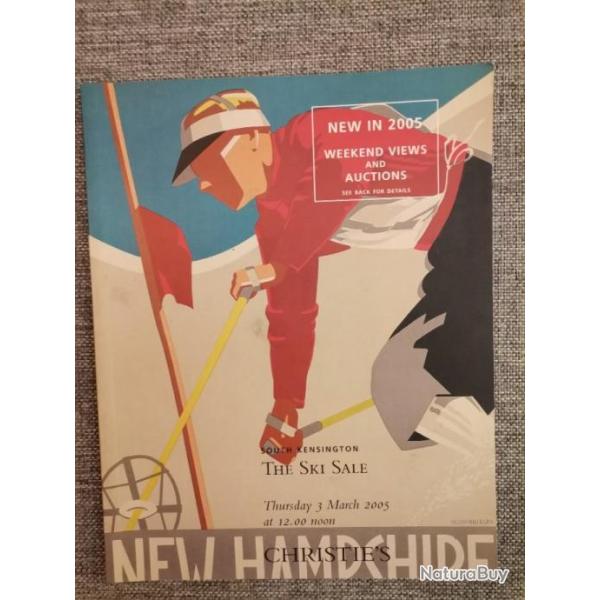 NEW IN 2005
WEEKEND VIEWS
AND
AUCTIONS
SEE BACK FOR DETAILS
SOUTH KENSINGTON
THE SKI SALE
Thursday 3 March 2005
at 12.00 noon
CHRISTIE'S
NEW HAMPSHIRE
NaturaBuy